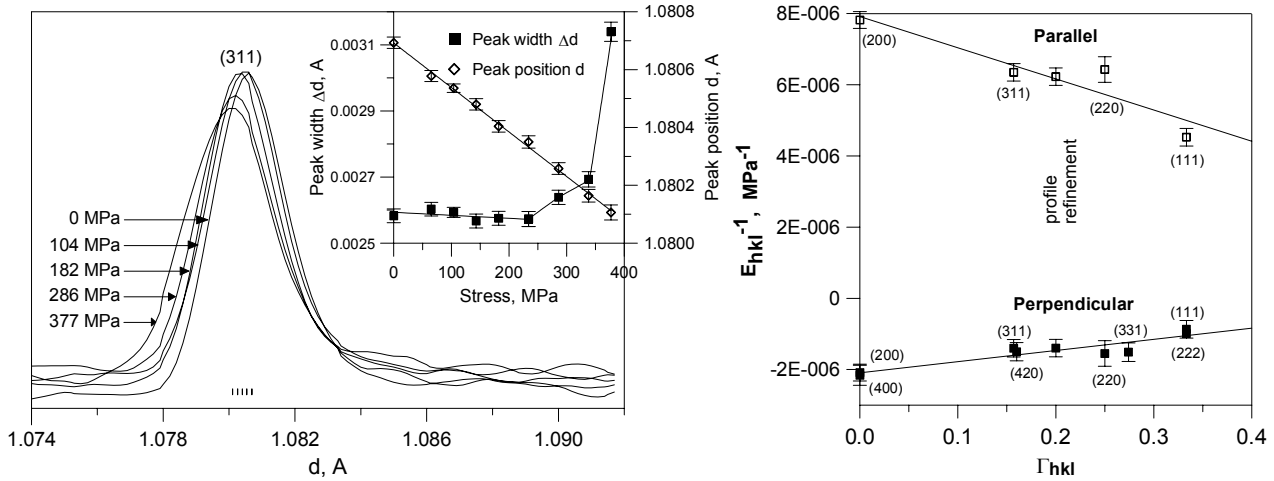 (311)
0 MPa
104 MPa
182 MPa
286 MPa
377 MPa
1.074
1.078
1.082
1.086
1.090
d, A
Peak width Δd
Peak position d
0.0031
0.0029
0.0027
0.0025
Peak width Δd, A
0
100
200
300
400
Stress, MPa
1.0808
1.0806
1.0804
1.0802
1.0800
Peak position d, A
8E-006
6E-006
4E-006
2E-006
0
-2E-006
Ehkl⁻¹, MPa⁻¹
Parallel
(200)
(311)
(220)
(111)
profile
refinement
Perpendicular
(200)
(400)
(311)
(420)
(220)
(331)
(111)
(222)
0.0
0.1
0.2
0.3
0.4
Γhkl